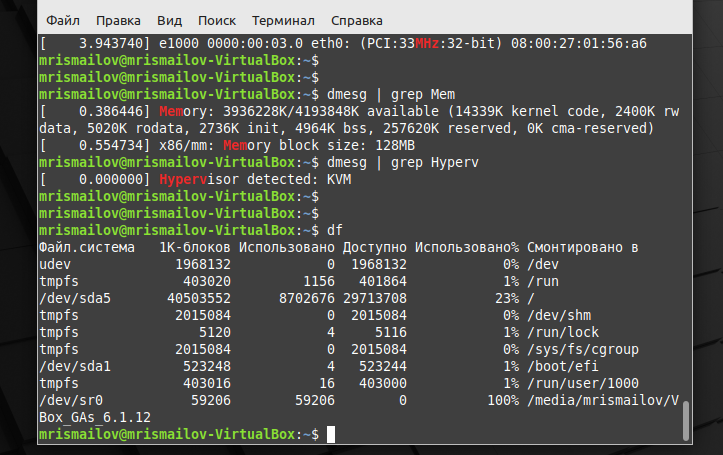 Файл Правка Вид Поиск Терминал Справка
[    3.943740] e1000 0000:00:03.0 eth0: (PCI:33MHz:32-bit) 08:00:27:01:56:a6
mrismailov@mrismailov-VirtualBox:~$
mrismailov@mrismailov-VirtualBox:~$
mrismailov@mrismailov-VirtualBox:~$ dmesg | grep Mem
[    0.386446] Memory: 3936228K/4193848K available (14339K kernel code, 2400K rw
data, 5020K rodata, 2736K init, 4964K bss, 257620K reserved, 0K cma-reserved)
[    0.554734] x86/mm: Memory block size: 128MB
mrismailov@mrismailov-VirtualBox:~$ dmesg | grep Hyperv
[    0.000000] Hypervisor detected: KVM
mrismailov@mrismailov-VirtualBox:~$
mrismailov@mrismailov-VirtualBox:~$
mrismailov@mrismailov-VirtualBox:~$ df
Файл.система   1K-блоков Использовано Доступно Использовано% Смонтировано в
udev             1968132            0  1968132            0% /dev
tmpfs             403020         1156   401864            1% /run
/dev/sda5       40503552      8702676 29713708           23% /
tmpfs            2015084            0  2015084            0% /dev/shm
tmpfs               5120            4     5116            1% /run/lock
tmpfs            2015084            0  2015084            0% /sys/fs/cgroup
/dev/sda1         523248            4   523244            1% /boot/efi
tmpfs             403016           16   403000            1% /run/user/1000
/dev/sr0           59206        59206        0          100% /media/mrismailov/V
Box_GAs_6.1.12
mrismailov@mrismailov-VirtualBox:~$